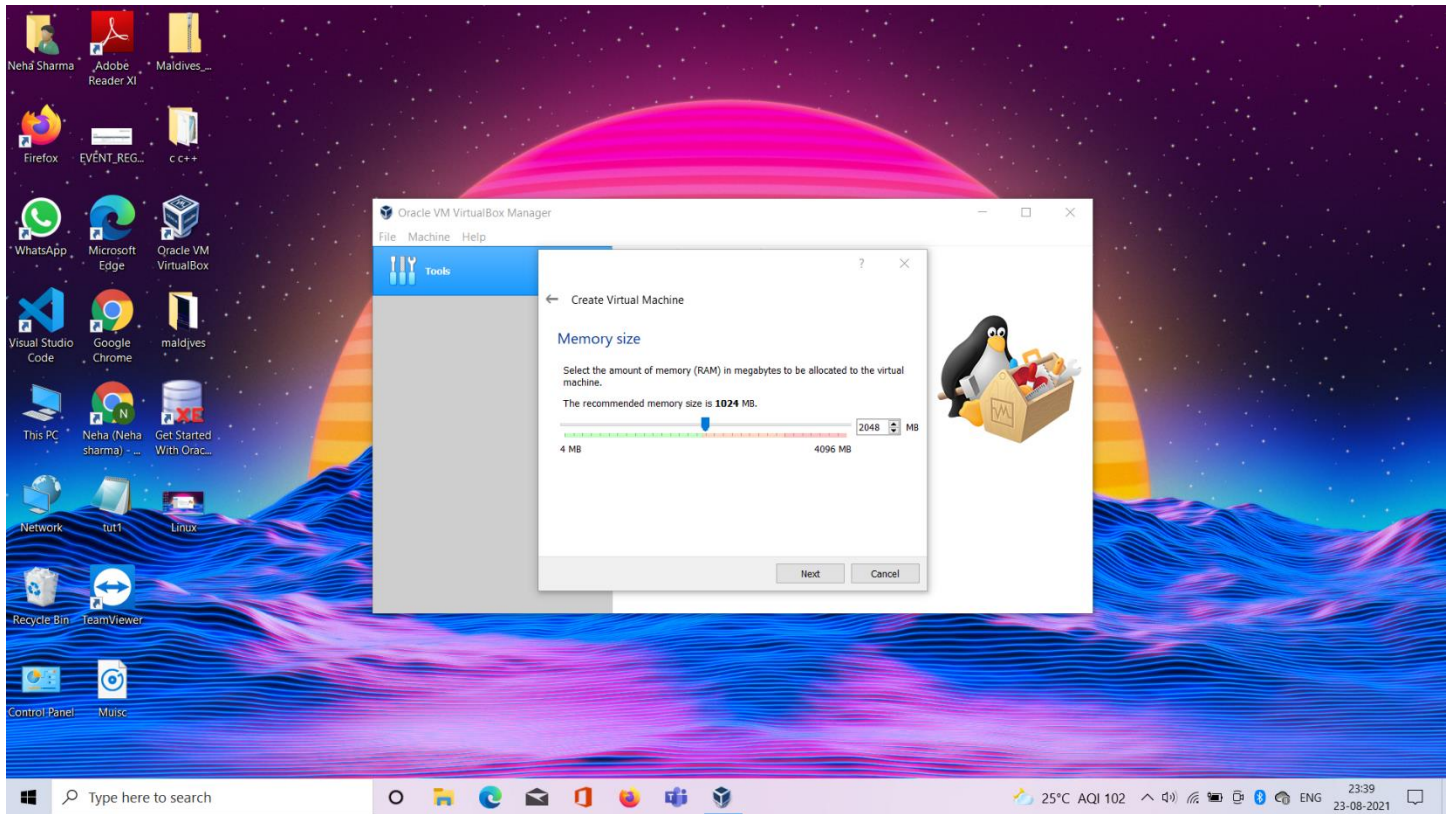 Neha Sharma
Adobe
Reader XI
Maldives_...
Firefox
EVENT_REG...
c c++
WhatsApp
Microsoft
Edge
Oracle VM
VirtualBox
Visual Studio
Code
Google
Chrome
maldives
This PC
Neha (Neha
sharma) - ...
Get Started
With Orac...
Network
tut1
Linux
Recycle Bin
TeamViewer
Control Panel
Muisc
Oracle VM VirtualBox Manager
File Machine Help
Tools
Create Virtual Machine
Memory size
Select the amount of memory (RAM) in megabytes to be allocated to the virtual
machine.
The recommended memory size is 1024 MB.
2048 MB
4 MB 4096 MB
Next Cancel
Type here to search
25°C AQI 102
ENG
23:39
23-08-2021